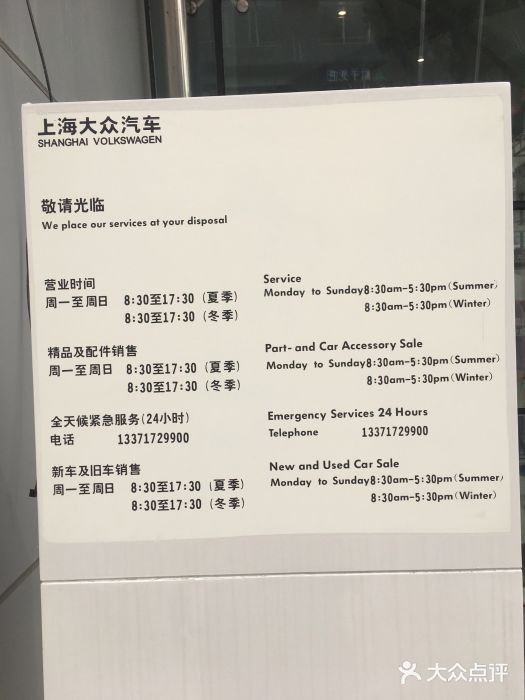 上海大众汽车
SHANGHAI VOLKSWAGEN
敬请光临
We place our services at your disposal
营业时间
周一至周日 8:30至17:30 (夏季)
8:30至17:30 (冬季)
Service
Monday to Sunday8:30am-5:30pm(Summer)
8:30am-5:30pm(Winter)
精品及配件销售
周一至周日 8:30至17:30 (夏季)
8:30至17:30 (冬季)
Part- and Car Accessory Sale
Monday to Sunday8:30am-5:30pm(Summer)
8:30am-5:30pm(Winter)
全天候紧急服务(24小时)
电话 13371729900
Emergency Services 24 Hours
Telephone 13371729900
新车及旧车销售
周一至周日 8:30至17:30 (夏季)
8:30至17:30 (冬季)
New and Used Car Sale
Monday to Sunday8:30am-5:30pm(Summer)
8:30am-5:30pm(Winter)
大众点评